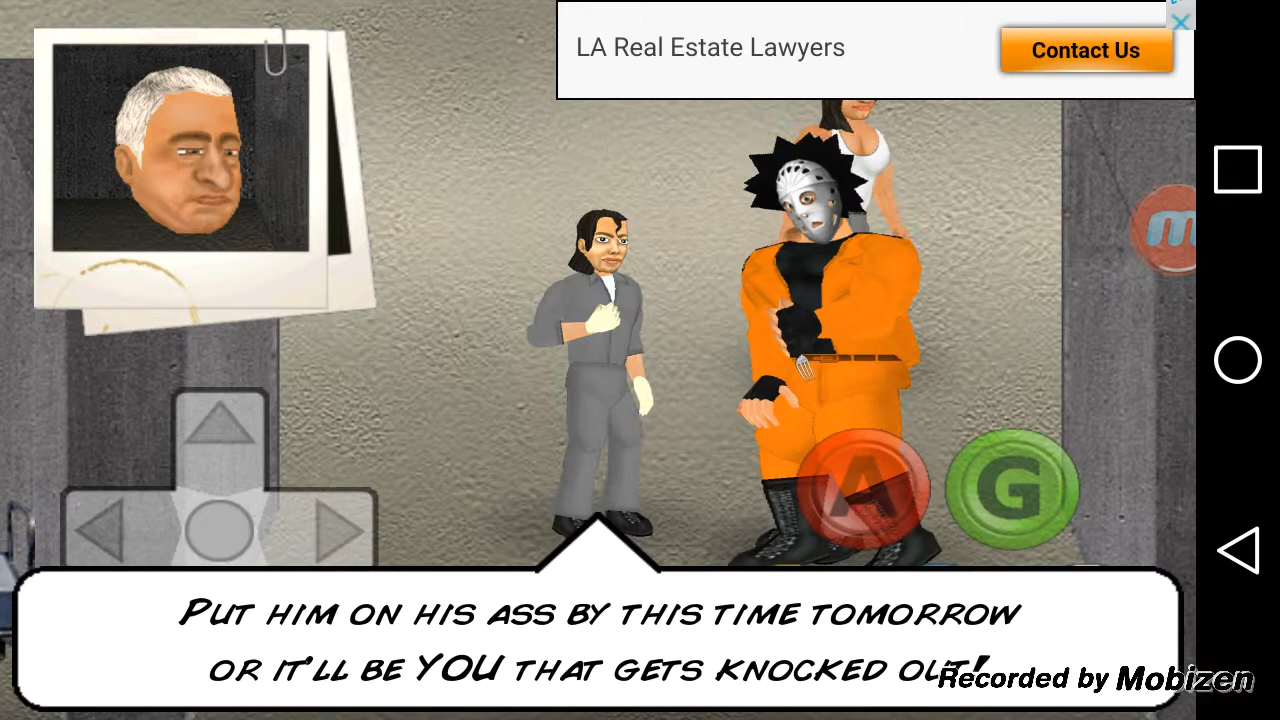 LA Real Estate Lawyers
Contact Us
m
A
G
PUT HIM ON HIS ASS BY THIS TIME TOMORROW
OR IT'LL BE YOU THAT GETS KNOCKED OUT!
Recorded by Mobizen